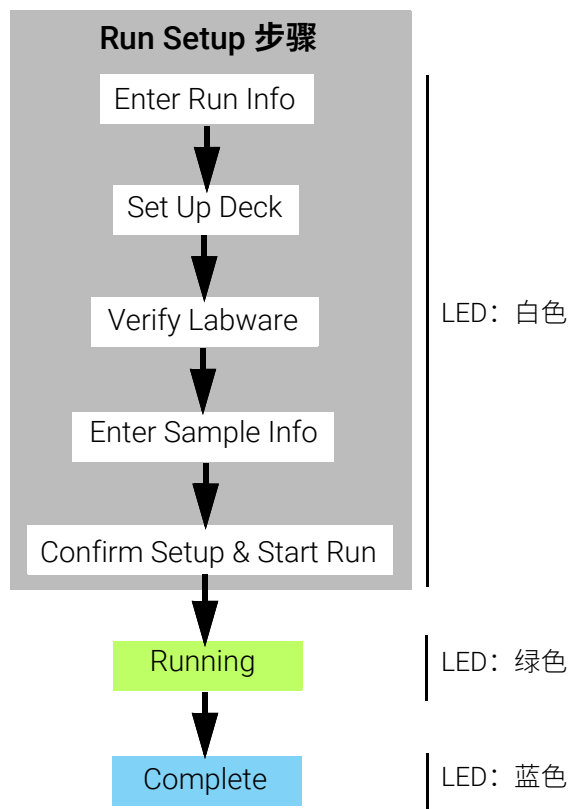 Run Setup 步骤
Enter Run Info
Set Up Deck
Verify Labware
LED：白色
Enter Sample Info
Confirm Setup & Start Run
Running
LED：绿色
Complete
LED：蓝色